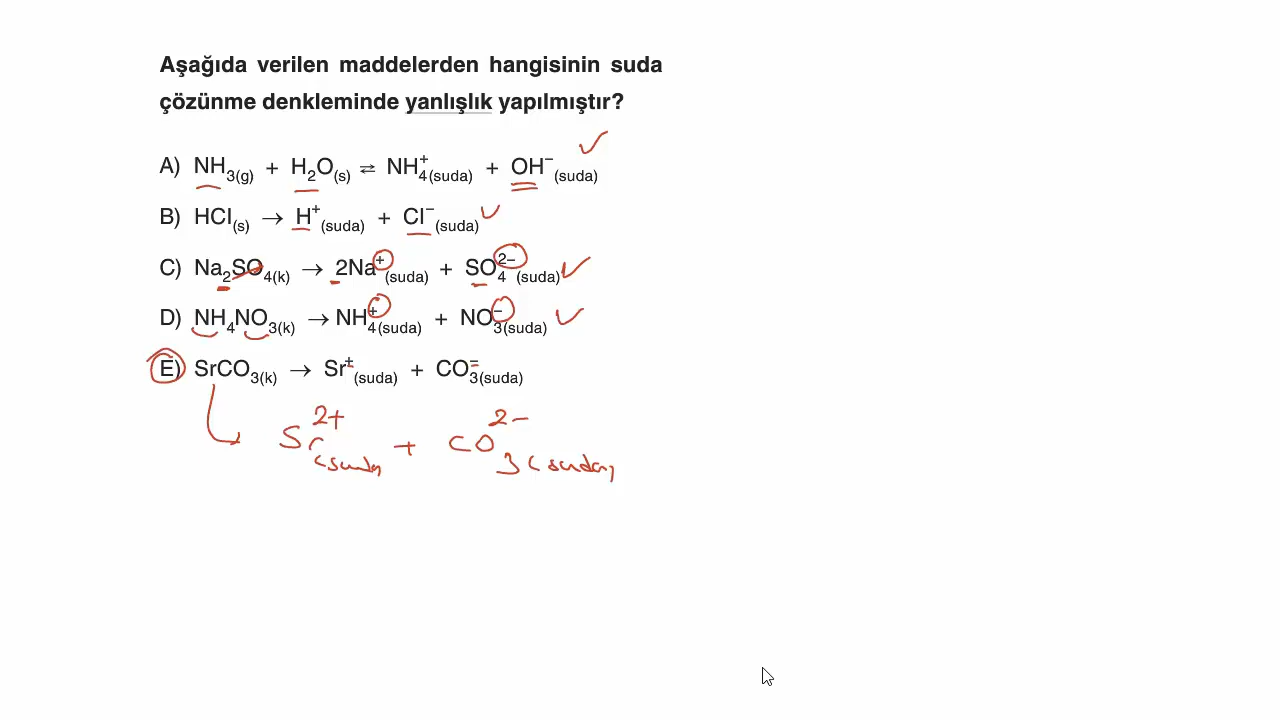 Aşağıda verilen maddelerden hangisinin suda
çözünme denkleminde yanlışlık yapılmıştır?
A) NH₃(g) + H₂O(s) ⇌ NH₄⁺(suda) + OH⁻(suda)
B) HCl(s) → H⁺(suda) + Cl⁻(suda)
C) Na₂SO₄(k) → 2Na⁺(suda) + SO₄²⁻(suda)
D) NH₄NO₃(k) → NH₄⁺(suda) + NO₃⁻(suda)
E) SrCO₃(k) → Sr⁺(suda) + CO₃⁻(suda)
Sr²⁺(suda) + CO₃²⁻(suda)